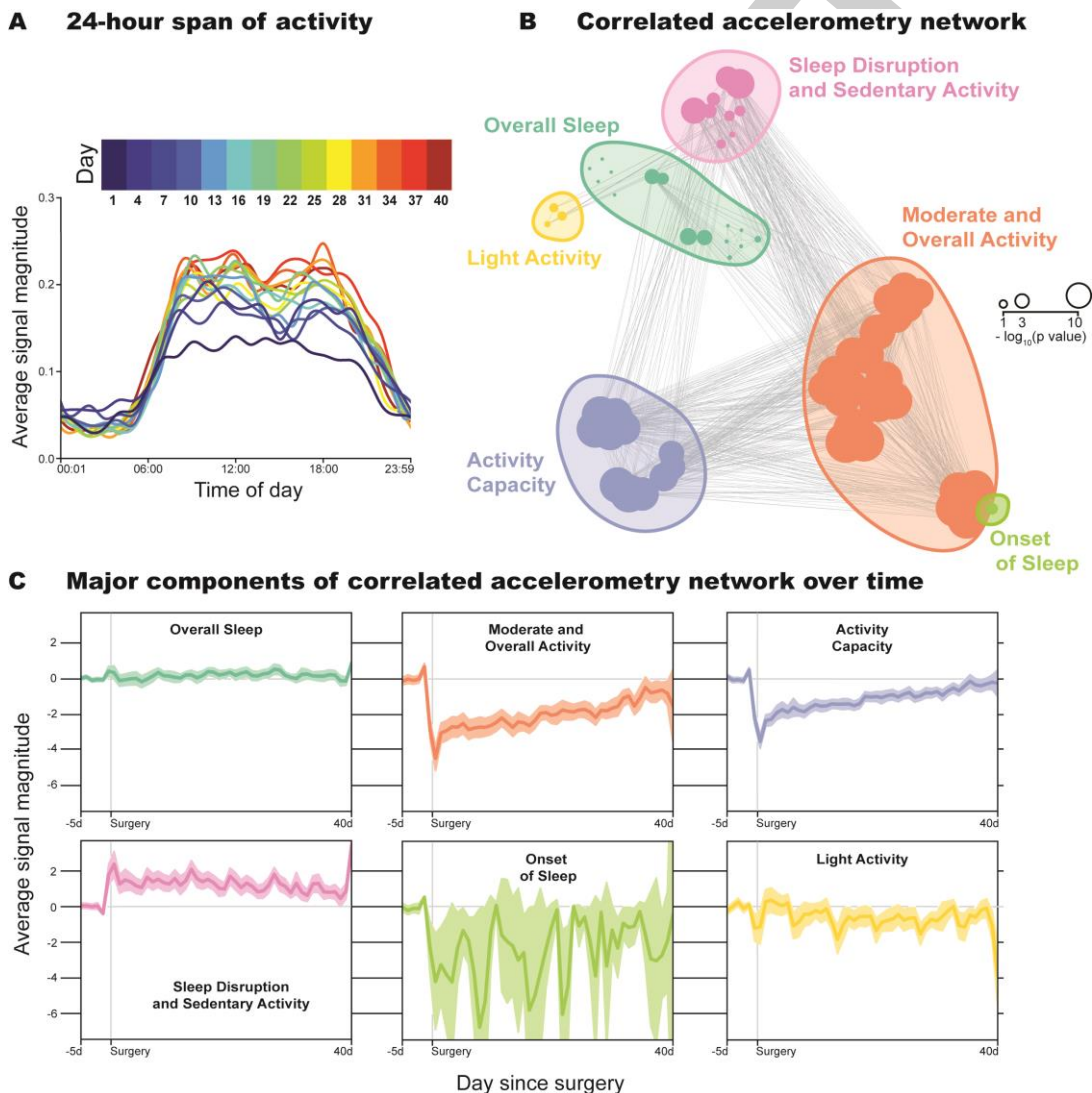 A 24-hour span of activity
Day
1 4 7 10 13 16 19 22 25 28 31 34 37 40
Average signal magnitude
0.3
0.2
0.1
0.0
00:01 06:00 12:00 18:00 23:59
Time of day
B Correlated accelerometry network
Sleep Disruption
and Sedentary Activity
Overall Sleep
Light Activity
Moderate and
Overall Activity
1 3 10
- log10(p value)
Activity
Capacity
Onset
of Sleep
C Major components of correlated accelerometry network over time
Average signal magnitude
Overall Sleep
2
0
-2
-4
-6
-5d Surgery 40d
Moderate and
Overall Activity
-5d Surgery 40d
Activity
Capacity
-5d Surgery 40d
2
0
-2
-4
-6
Sleep Disruption
and Sedentary Activity
-5d Surgery 40d
Onset
of Sleep
-5d Surgery 40d
Light Activity
-5d Surgery 40d
Day since surgery